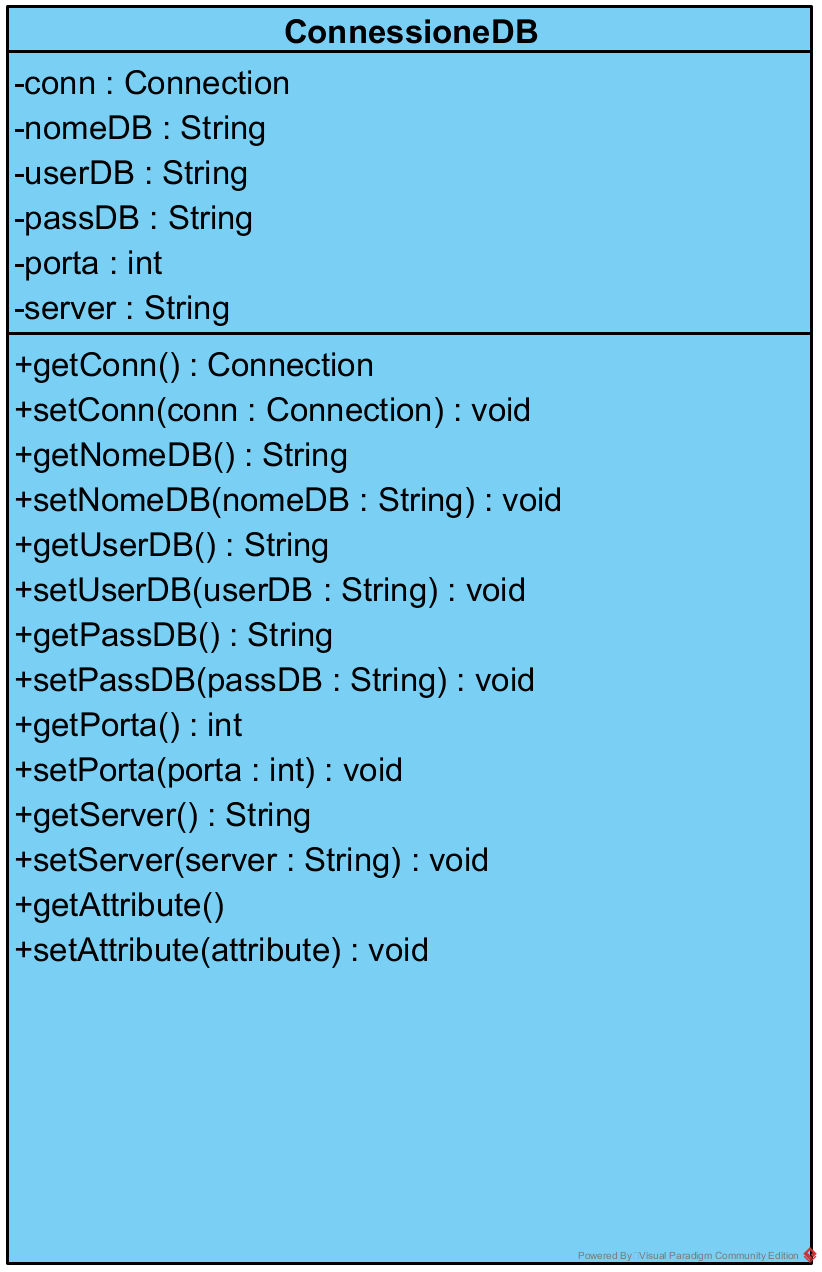 ConnessioneDB
-conn : Connection
-nomeDB : String
-userDB : String
-passDB : String
-porta : int
-server : String
+getConn() : Connection
+setConn(conn : Connection) : void
+getNomeDB() : String
+setNomeDB(nomeDB : String) : void
+getUserDB() : String
+setUserDB(userDB : String) : void
+getPassDB() : String
+setPassDB(passDB : String) : void
+getPorta() : int
+setPorta(porta : int) : void
+getServer() : String
+setServer(server : String) : void
+getAttribute()
+setAttribute(attribute) : void
Powered By Visual Paradigm Community Edition